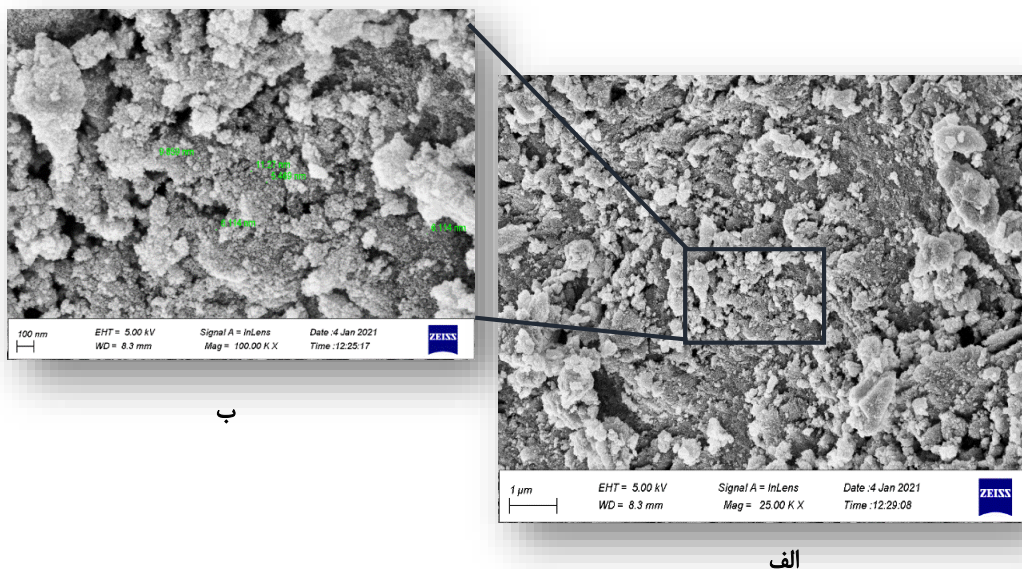 100 nm
EHT = 5.00 kV
WD = 8.3 mm
Signal A = InLens
Mag = 100.00 K X
Date :4 Jan 2021
Time :12:25:17
ZEISS
ب
1 µm
EHT = 5.00 kV
WD = 8.3 mm
Signal A = InLens
Mag = 25.00 K X
Date :4 Jan 2021
Time :12:29:08
ZEISS
الف